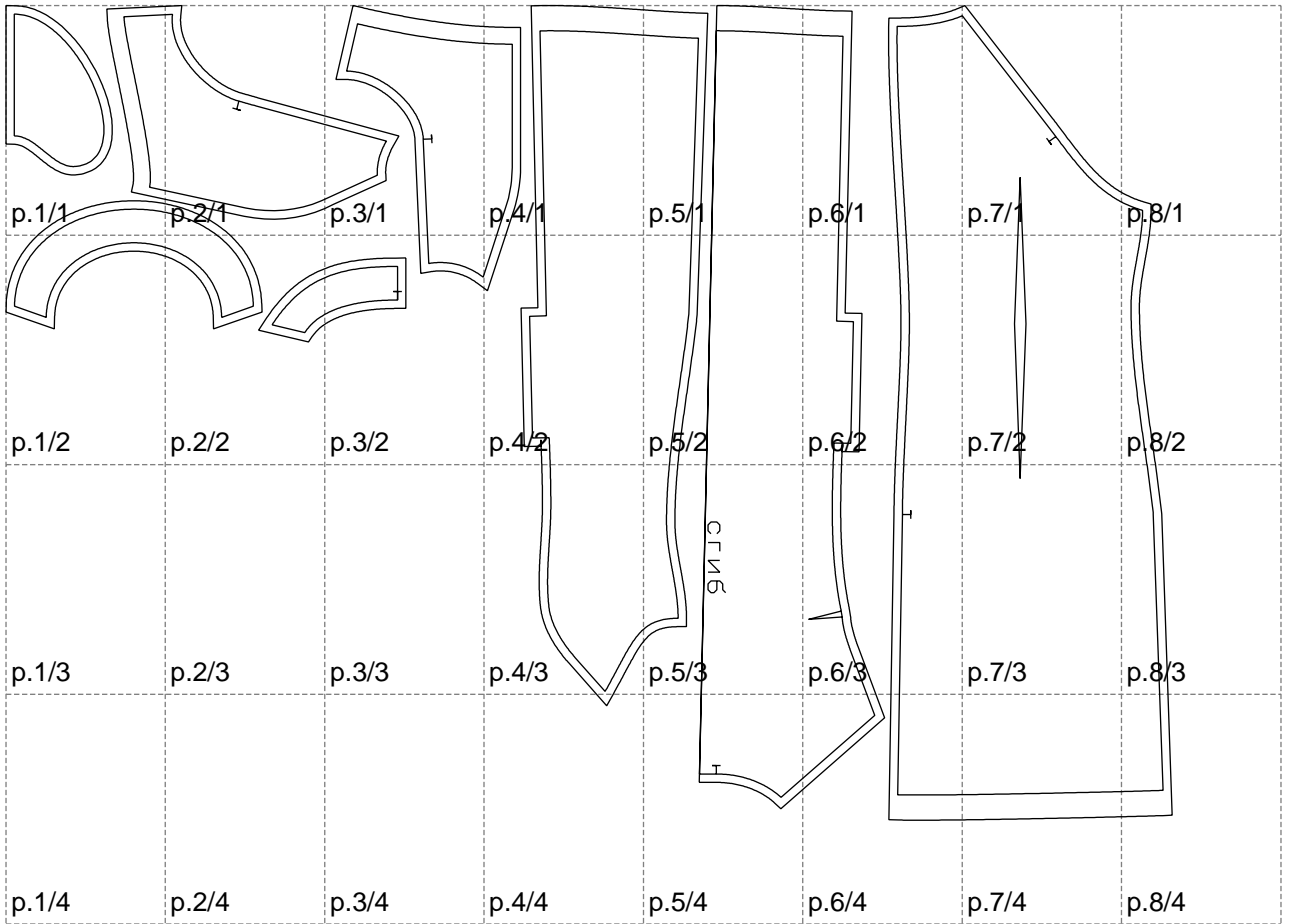 p.1/1 p.2/1 p.3/1 p.4/1 p.5/1 p.6/1 p.7/1 p.8/1
p.1/2 p.2/2 p.3/2 p.4/2 p.5/2 p.6/2 p.7/2 p.8/2
сгиб
p.1/3 p.2/3 p.3/3 p.4/3 p.5/3 p.6/3 p.7/3 p.8/3
p.1/4 p.2/4 p.3/4 p.4/4 p.5/4 p.6/4 p.7/4 p.8/4